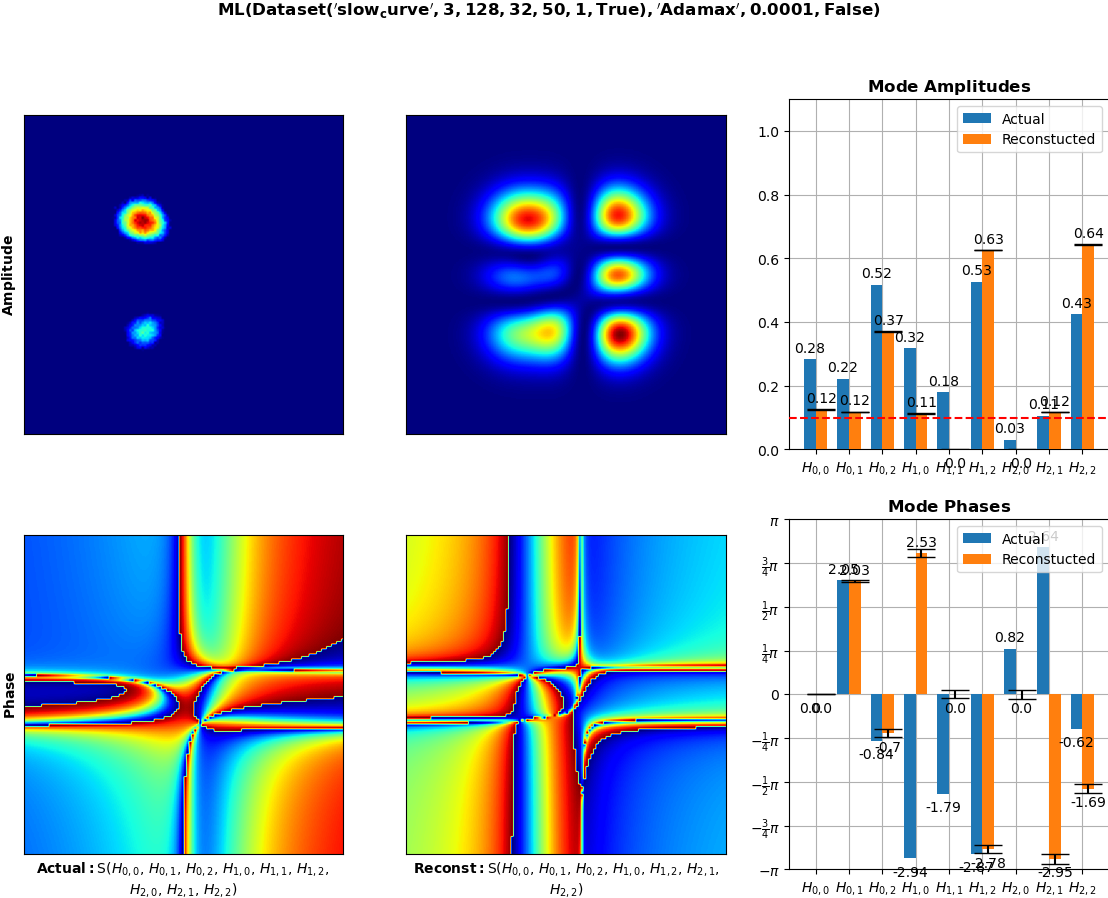 ML(Dataset('slow_curve', 3, 128, 32, 50, 1, True), 'Adamax', 0.0001, False)
Amplitude
Mode Amplitudes
Actual
Reconstucted
1.0
0.8
0.6
0.4
0.2
0.0
0.28
0.12
0.22
0.12
0.52
0.37
0.32
0.11
0.18
0.0
0.53
0.63
0.03
0.0
0.11
0.12
0.43
0.64
H0,0 H0,1 H0,2 H1,0 H1,1 H1,2 H2,0 H2,1 H2,2
Phase
Actual: S(H0,0, H0,1, H0,2, H1,0, H1,1, H1,2,
H2,0, H2,1, H2,2)
Reconst: S(H0,0, H0,1, H0,2, H1,0, H1,2, H2,1,
H2,2)
Mode Phases
Actual
Reconstucted
π
3/4π
1/2π
1/4π
0
−1/4π
−1/2π
−3/4π
−π
0.0
0.0
2.03
-0.84
-0.7
-2.94
2.53
-1.79
0.0
-2.87
-2.78
0.82
0.0
2.64
-2.95
-0.62
-1.69
H0,0 H0,1 H0,2 H1,0 H1,1 H1,2 H2,0 H2,1 H2,2